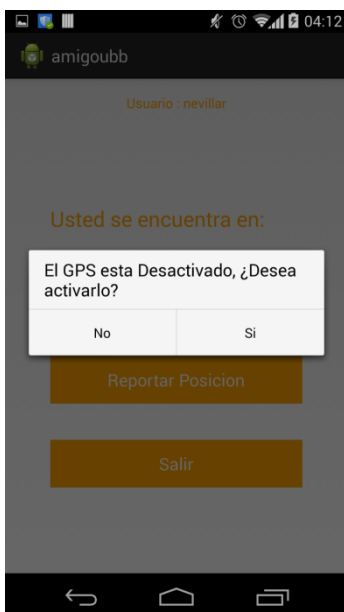 04:12
amigoubb
Usuario : nevillar
Usted se encuentra en:
El GPS esta Desactivado, ¿Desea
activarlo?
No Si
Reportar Posicion
Salir